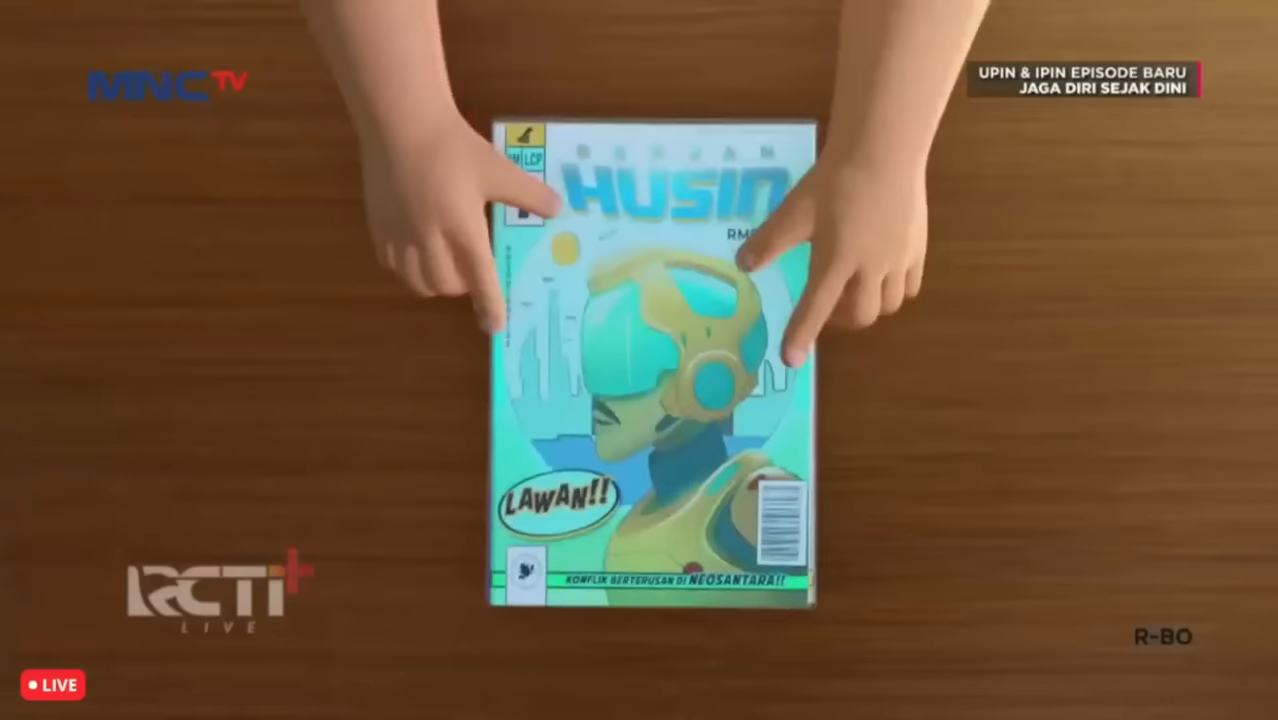 MNCTV
UPIN & IPIN EPISODE BARU
JAGA DIRI SEJAK DINI
LCP
HUSIN
LAWAN!!
KONFLIK BERTERUSAN DI NEOSANTARA!!
RCTI+
LIVE
R-BO
LIVE